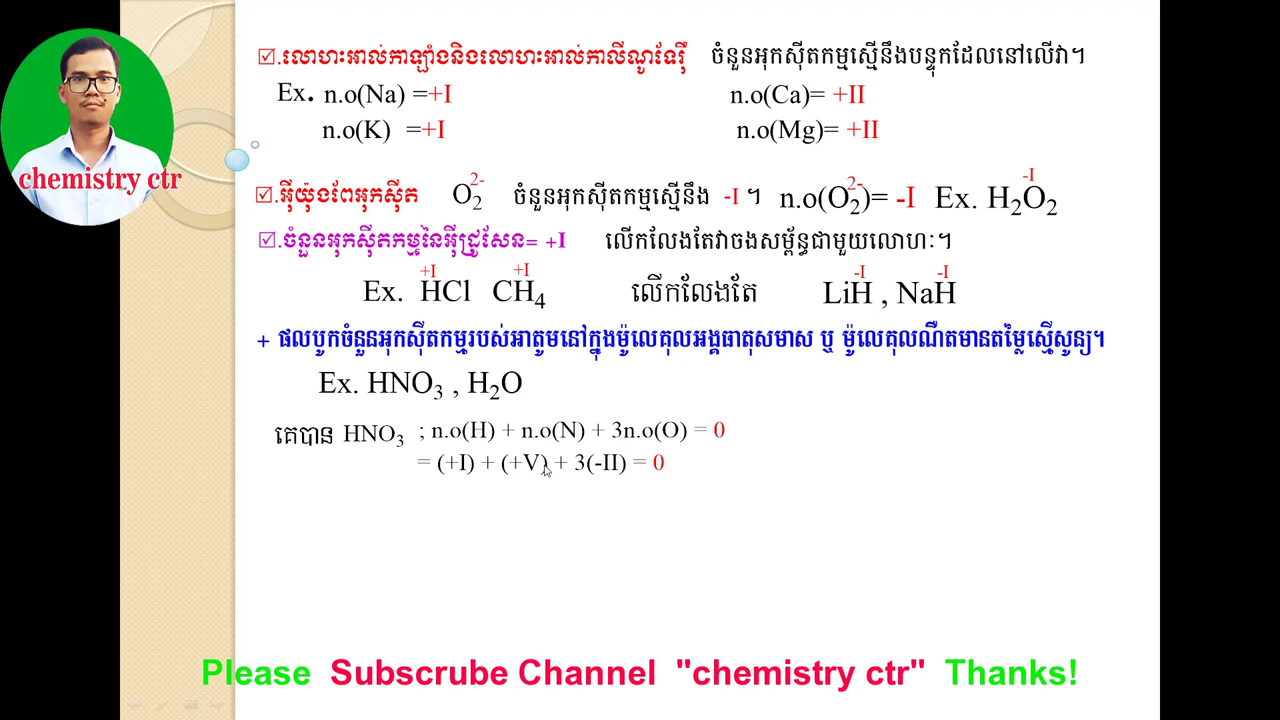 chemistry ctr
☑.លោហះអាល់កាឡាំងនិងលោហះអាល់កាលីណូទែរ៉ឺ ចំនួនអុកស៊ីតកម្មស្មើនឹងបន្ទុកដែលនៅលើវា។
Ex. n.o(Na) =+I n.o(Ca)= +II
n.o(K) =+I n.o(Mg)= +II
☑.អ៊ីយ៉ុងពែអុកស៊ីត O₂²⁻ ចំនួនអុកស៊ីតកម្មស្មើនឹង -I ។ n.o(O₂²⁻)= -I Ex. H₂O₂ -I
☑.ចំនួនអុកស៊ីតកម្មនៃអ៊ីដ្រូសែន= +I លើកលែងតែវាចងសម្ព័ន្ធជាមួយលោហៈ។
+I +I -I -I
Ex. HCl CH₄ លើកលែងតែ LiH , NaH
+ ផលបូកចំនួនអុកស៊ីតកម្មរបស់អាតូមនៅក្នុងម៉ូលេគុលអង្គធាតុសមាស ឬ ម៉ូលេគុលណឺតមានតម្លៃស្មើសូន្យ។
Ex. HNO₃ , H₂O
គេបាន HNO₃ ; n.o(H) + n.o(N) + 3n.o(O) = 0
= (+I) + (+V) + 3(-II) = 0
Please Subscrube Channel "chemistry ctr" Thanks!